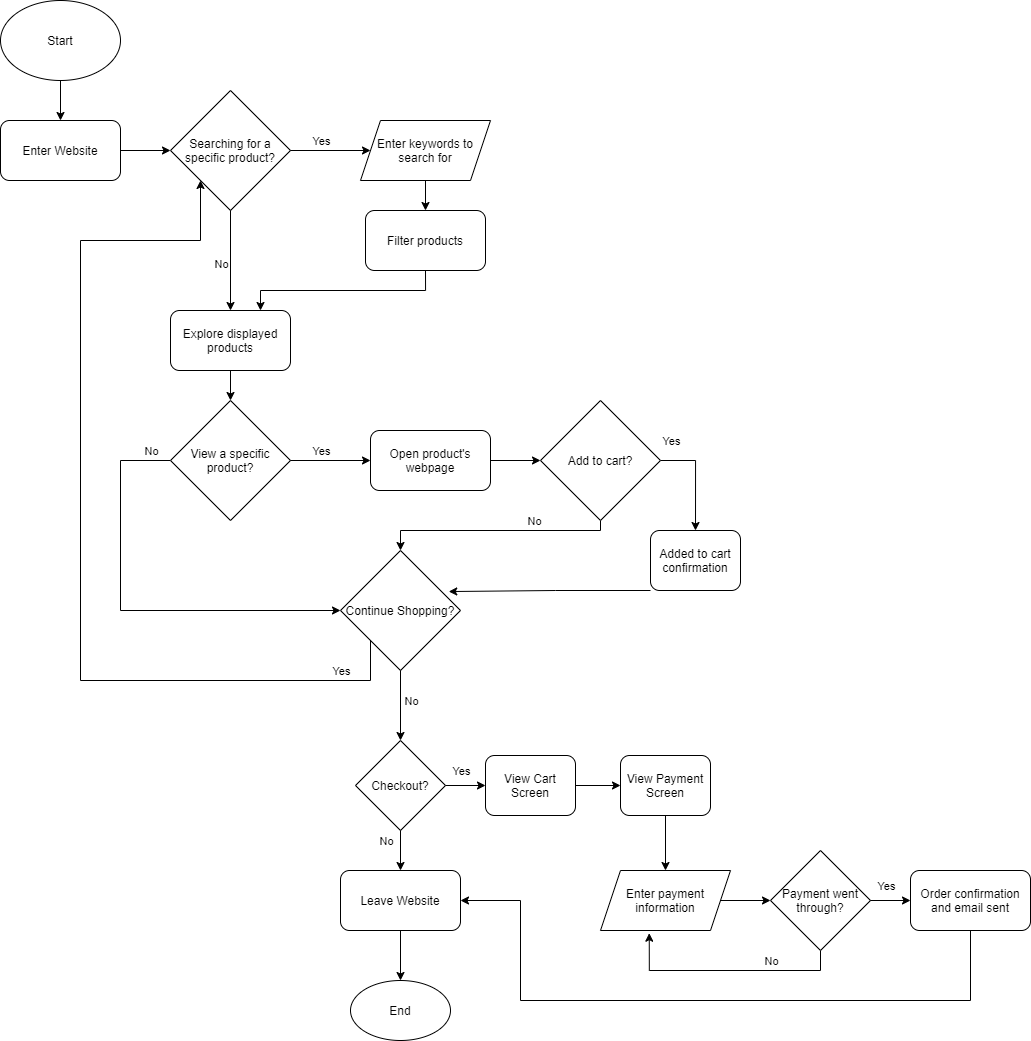 Start
Enter Website
Searching for a
specific product?
Yes
Enter keywords to
search for
Filter products
No
Explore displayed
products
View a specific
product?
No
Yes
Open product's
webpage
Add to cart?
Yes
No
Added to cart
confirmation
Continue Shopping?
Yes
No
Checkout?
Yes
View Cart
Screen
View Payment
Screen
No
Leave Website
Enter payment
information
Payment went
through?
Yes
Order confirmation
and email sent
No
End